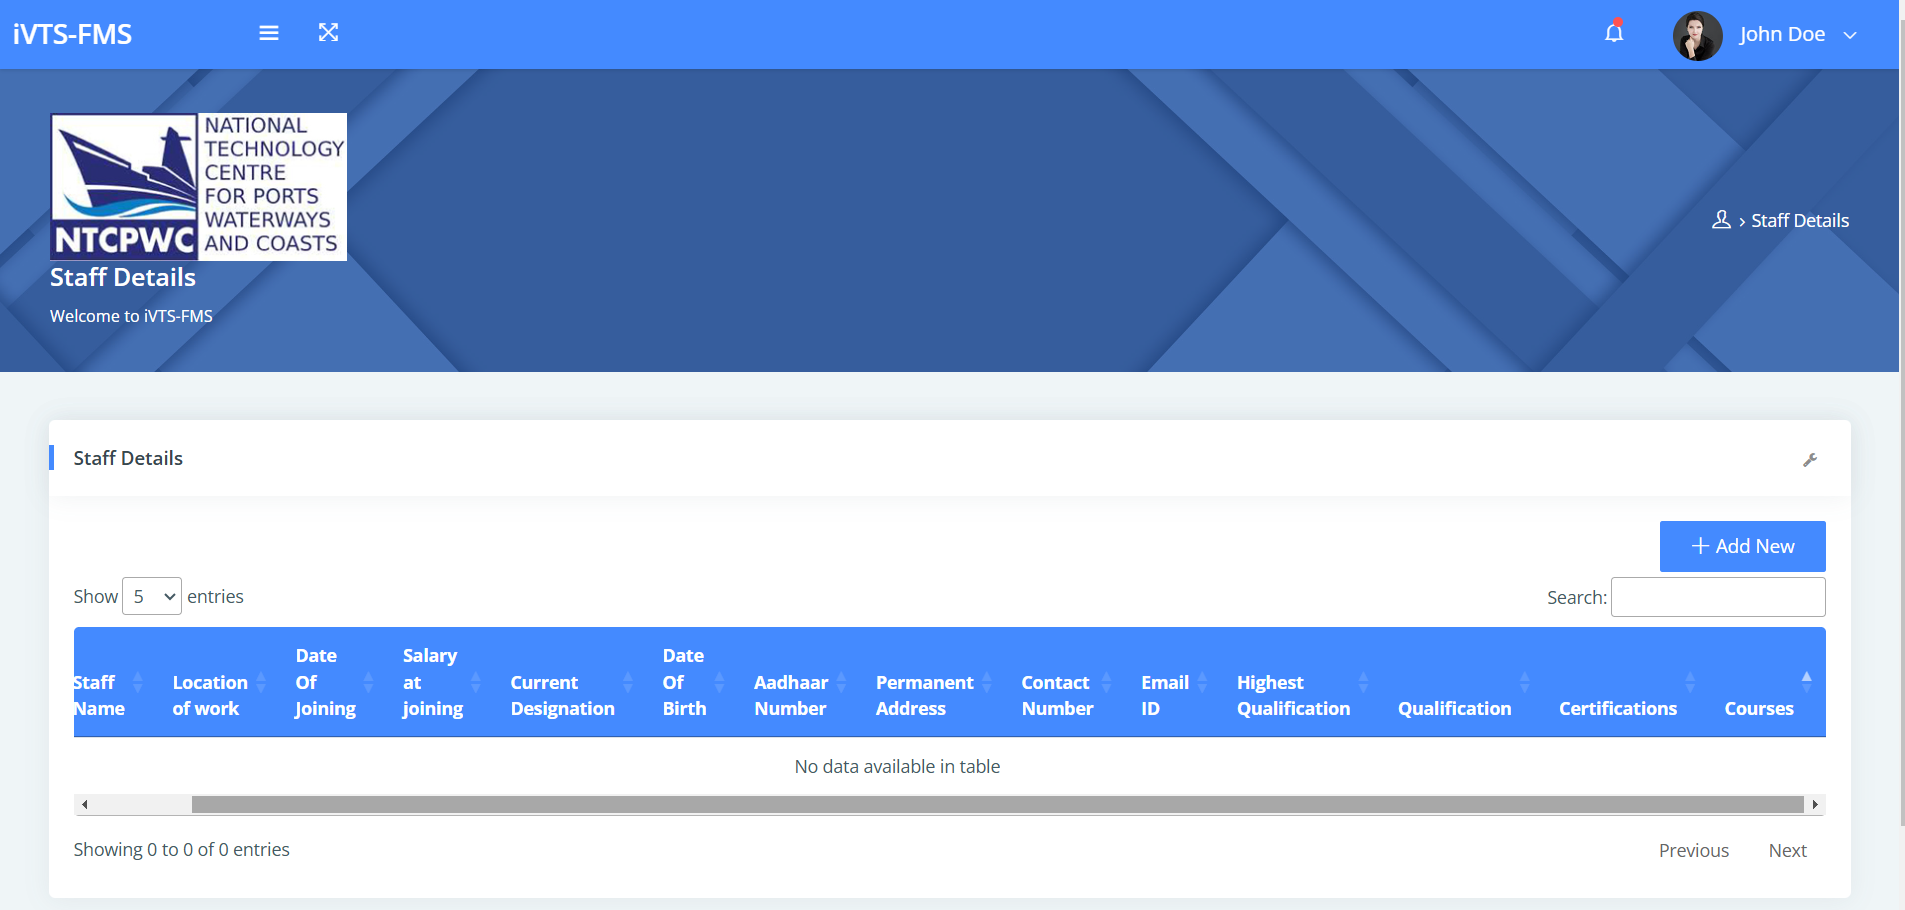 iVTS-FMS
John Doe
NATIONAL
TECHNOLOGY
CENTRE
FOR PORTS
WATERWAYS
AND COASTS
NTCPWC
› Staff Details
Staff Details
Welcome to iVTS-FMS
Staff Details
+ Add New
Show 5 entries
Search:
Staff Name
Location of work
Date Of Joining
Salary at joining
Current Designation
Date Of Birth
Aadhaar Number
Permanent Address
Contact Number
Email ID
Highest Qualification
Qualification
Certifications
Courses
No data available in table
Showing 0 to 0 of 0 entries
Previous Next